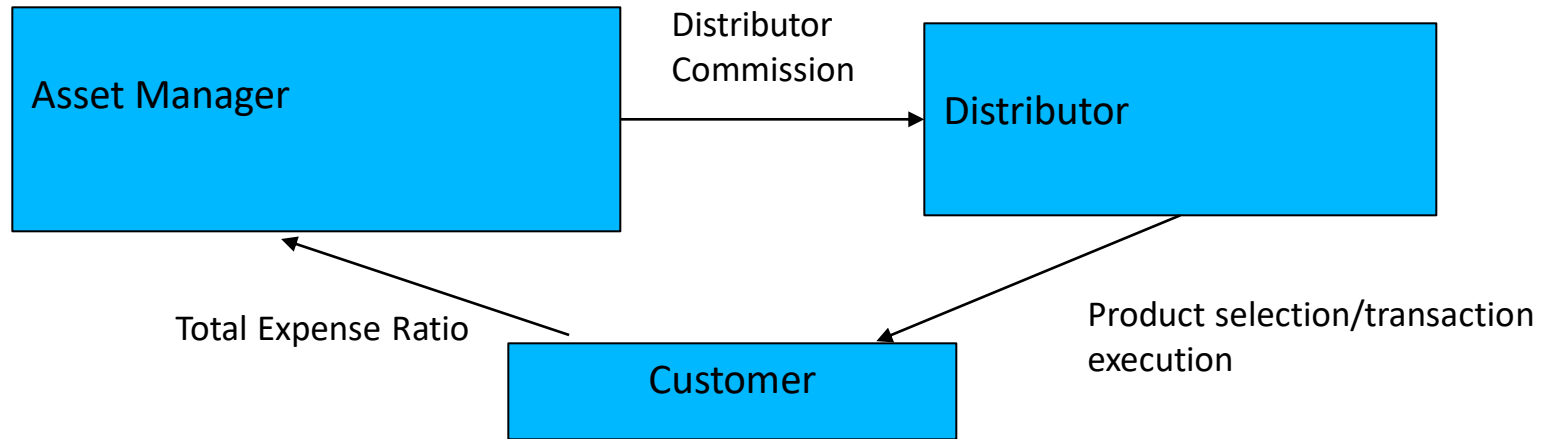 Distributor
Commission
Asset Manager
Distributor
Total Expense Ratio
Product selection/transaction
execution
Customer